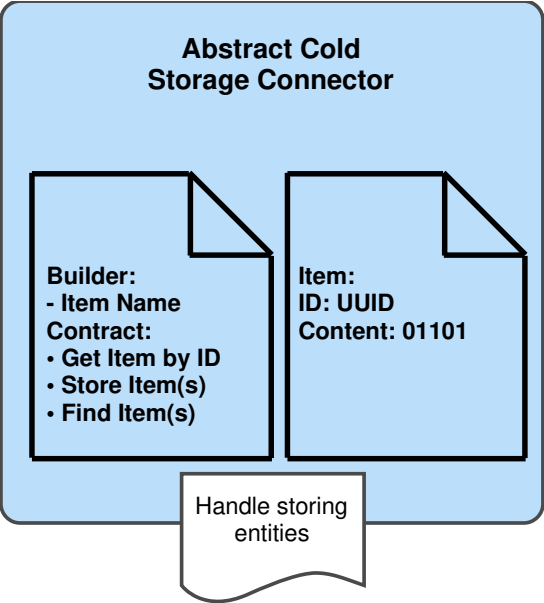 Abstract Cold
Storage Connector
Builder:
- Item Name
Contract:
• Get Item by ID
• Store Item(s)
• Find Item(s)
Item:
ID: UUID
Content: 01101
Handle storing
entities